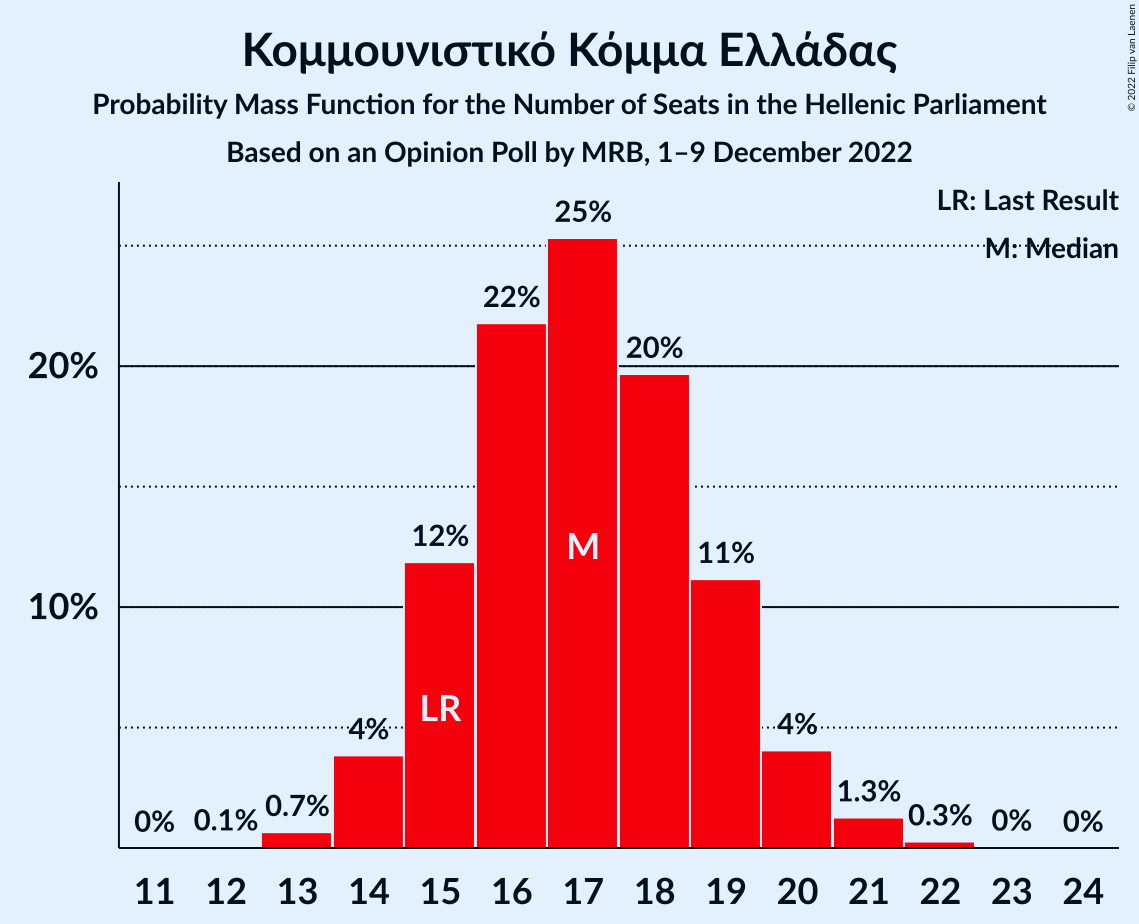 Κομμουνιστικό Κόμμα Ελλάδας
Probability Mass Function for the Number of Seats in the Hellenic Parliament
Based on an Opinion Poll by MRB, 1–9 December 2022
© 2022 Filip van Laenen
LR: Last Result
M: Median
20%
10%
0%
0.1%
0.7%
4%
12%
22%
25%
20%
11%
4%
1.3%
0.3%
0%
0%
LR
M
11 12 13 14 15 16 17 18 19 20 21 22 23 24